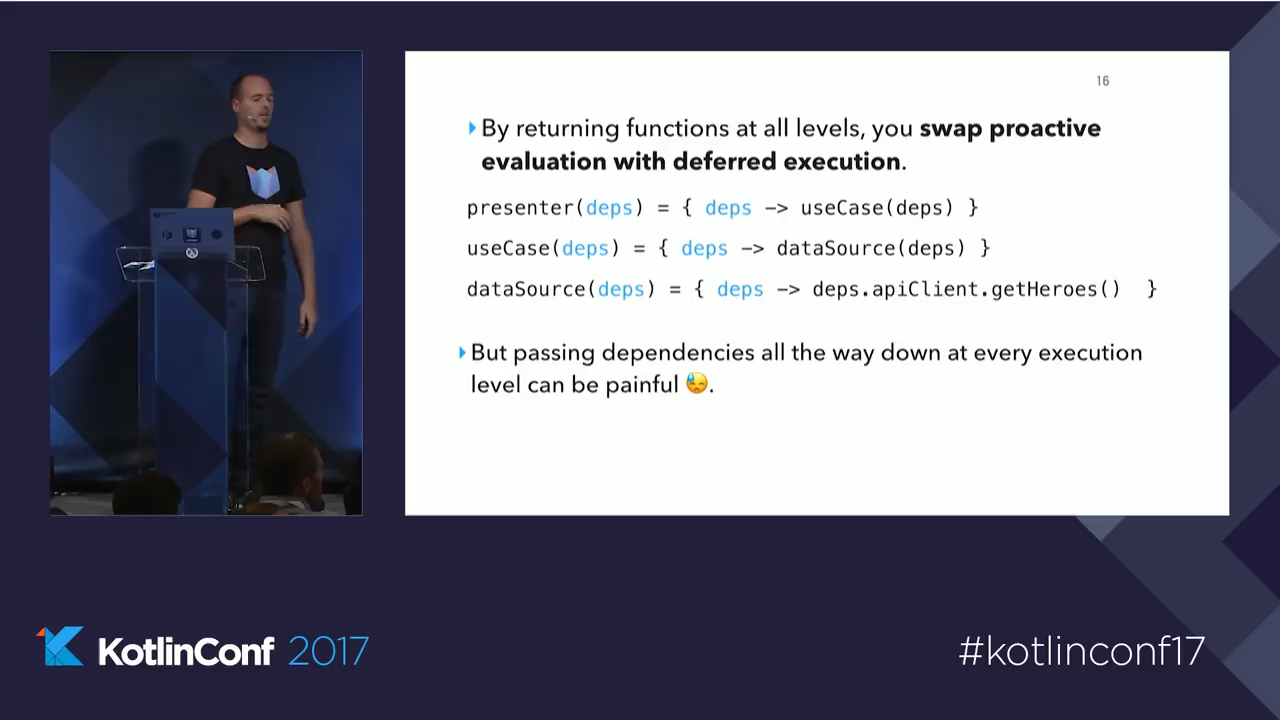 16
By returning functions at all levels, you swap proactive
evaluation with deferred execution.
presenter(deps) = { deps -> useCase(deps) }
useCase(deps) = { deps -> dataSource(deps) }
dataSource(deps) = { deps -> deps.apiClient.getHeroes() }
But passing dependencies all the way down at every execution
level can be painful 😓.
KotlinConf 2017
#kotlinconf17